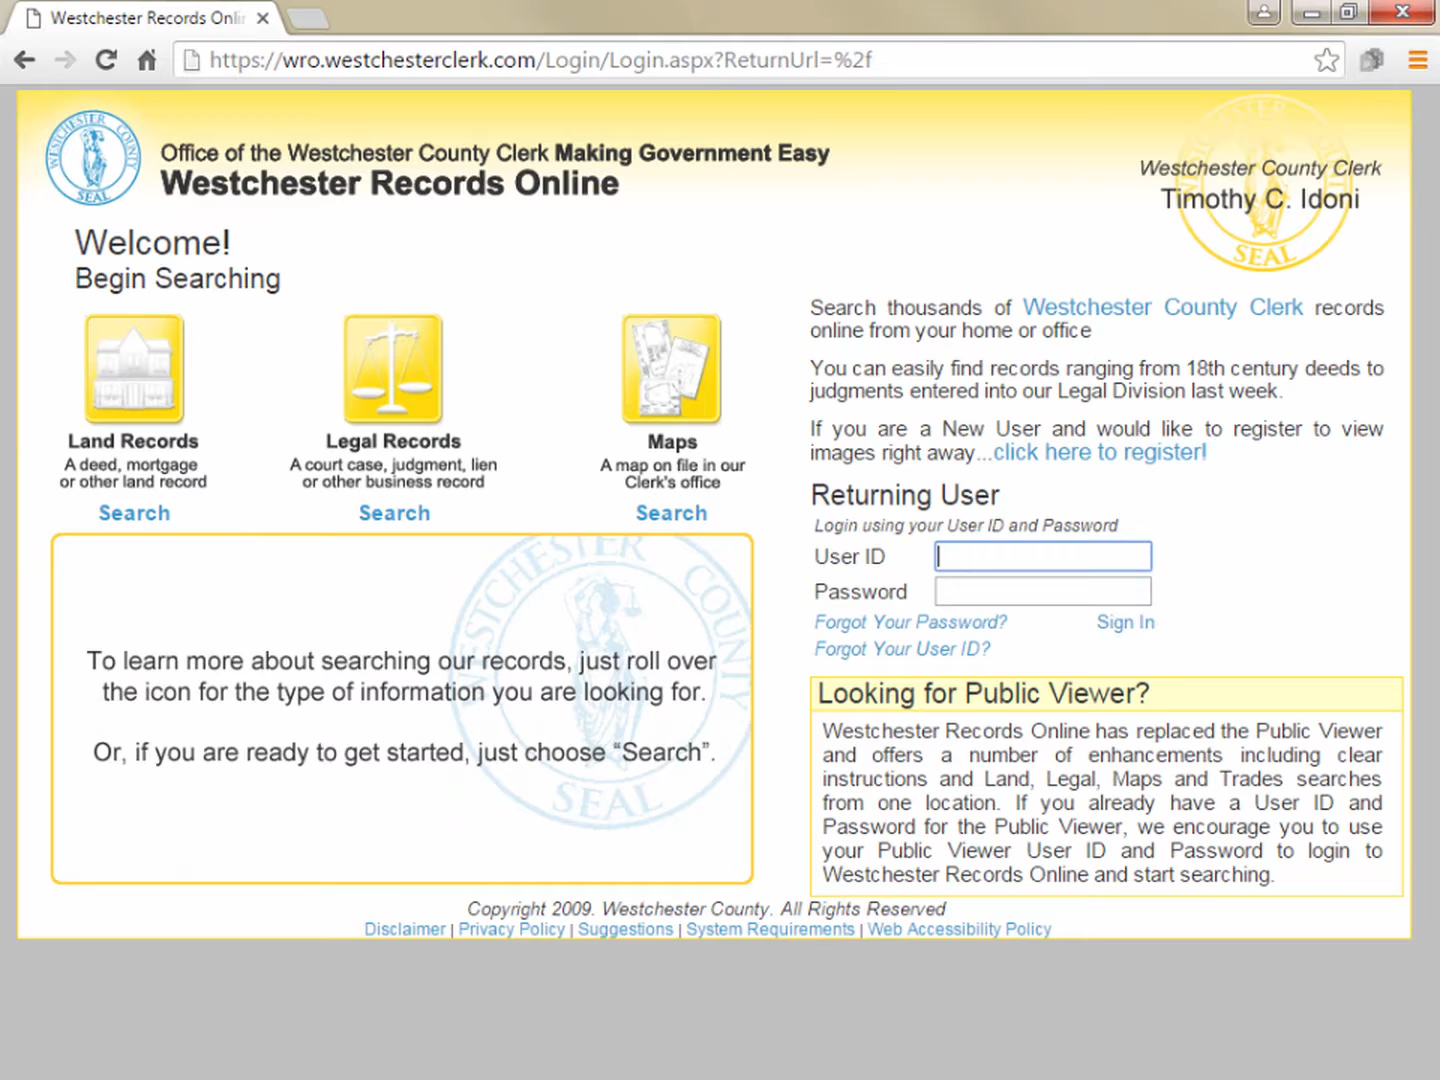 Westchester Records Onli
https://wro.westchesterclerk.com/Login/Login.aspx?ReturnUrl=%2f
WESTCHESTER COUNTY
SEAL
Office of the Westchester County Clerk Making Government Easy
Westchester Records Online
Westchester County Clerk
Timothy C. Idoni
SEAL
Welcome!
Begin Searching
Land Records
A deed, mortgage
or other land record
Search
Legal Records
A court case, judgment, lien
or other business record
Search
Maps
A map on file in our
Clerk's office
Search
Search thousands of Westchester County Clerk records
online from your home or office
You can easily find records ranging from 18th century deeds to
judgments entered into our Legal Division last week.
If you are a New User and would like to register to view
images right away...click here to register!
Returning User
Login using your User ID and Password
User ID
Password
Forgot Your Password?
Sign In
Forgot Your User ID?
WESTCHESTER COUNTY
SEAL
To learn more about searching our records, just roll over
the icon for the type of information you are looking for.
Or, if you are ready to get started, just choose “Search”.
Looking for Public Viewer?
Westchester Records Online has replaced the Public Viewer
and offers a number of enhancements including clear
instructions and Land, Legal, Maps and Trades searches
from one location. If you already have a User ID and
Password for the Public Viewer, we encourage you to use
your Public Viewer User ID and Password to login to
Westchester Records Online and start searching.
Copyright 2009. Westchester County. All Rights Reserved
Disclaimer | Privacy Policy | Suggestions | System Requirements | Web Accessibility Policy